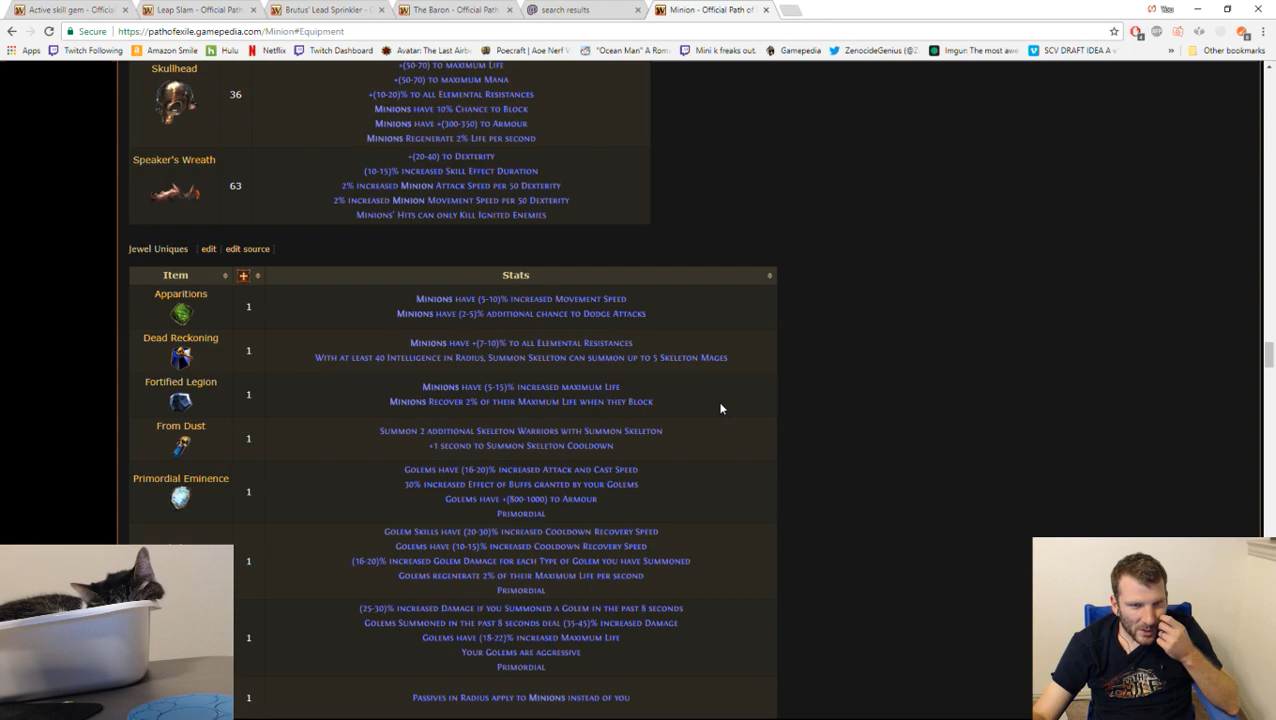 Active skill gem - Offici
Leap Slam - Official Path
Brutus' Lead Sprinkler -
The Baron - Official Path
search results
Minion - Official Path of
Secure
https://pathofexile.gamepedia.com/Minion#Equipment
Apps
Twitch Following
Amazon Smile
Hulu
Netflix
Twitch Dashboard
Avatar: The Last Airb
Poecraft | Aoe Nerf V
"Ocean Man" A Rom
Mini k freaks out.
Gamepedia
ZenocideGenius (@Z
Imgur: The most awe
SCV DRAFT IDEA A v
»
Other bookmarks
Skullhead
36
+(50-70) to maximum Life
+(50-70) to maximum Mana
+(10-20)% to all Elemental Resistances
Minions have 10% Chance to Block
Minions have +(300-350) to Armour
Minions Regenerate 2% Life per second
Speaker's Wreath
63
+(20-40) to Dexterity
(10-15)% increased Skill Effect Duration
2% increased Minion Attack Speed per 50 Dexterity
2% increased Minion Movement Speed per 50 Dexterity
Minions' Hits can only Kill Ignited Enemies
Jewel Uniques [ edit | edit source ]
Item
Stats
Apparitions
1
Minions have (5-10)% increased Movement Speed
Minions have (2-5)% additional chance to Dodge Attacks
Dead Reckoning
1
Minions have +(7-10)% to all Elemental Resistances
With at least 40 Intelligence in Radius, Summon Skeleton can summon up to 5 Skeleton Mages
Fortified Legion
1
Minions have (5-15)% increased maximum Life
Minions Recover 2% of their Maximum Life when they Block
From Dust
1
Summon 2 additional Skeleton Warriors with Summon Skeleton
+1 second to Summon Skeleton Cooldown
Primordial Eminence
1
Golems have (16-20)% increased Attack and Cast Speed
30% increased Effect of Buffs granted by your Golems
Golems have +(800-1000) to Armour
Primordial
1
Golem Skills have (20-30)% increased Cooldown Recovery Speed
Golems have (10-15)% increased Cooldown Recovery Speed
(16-20)% increased Golem Damage for each Type of Golem you have Summoned
Golems regenerate 2% of their Maximum Life per second
Primordial
1
(25-30)% increased Damage if you Summoned a Golem in the past 8 seconds
Golems Summoned in the past 8 seconds deal (35-45)% increased Damage
Golems have (18-22)% increased Maximum Life
Your Golems are aggressive
Primordial
1
Passives in Radius apply to Minions instead of you